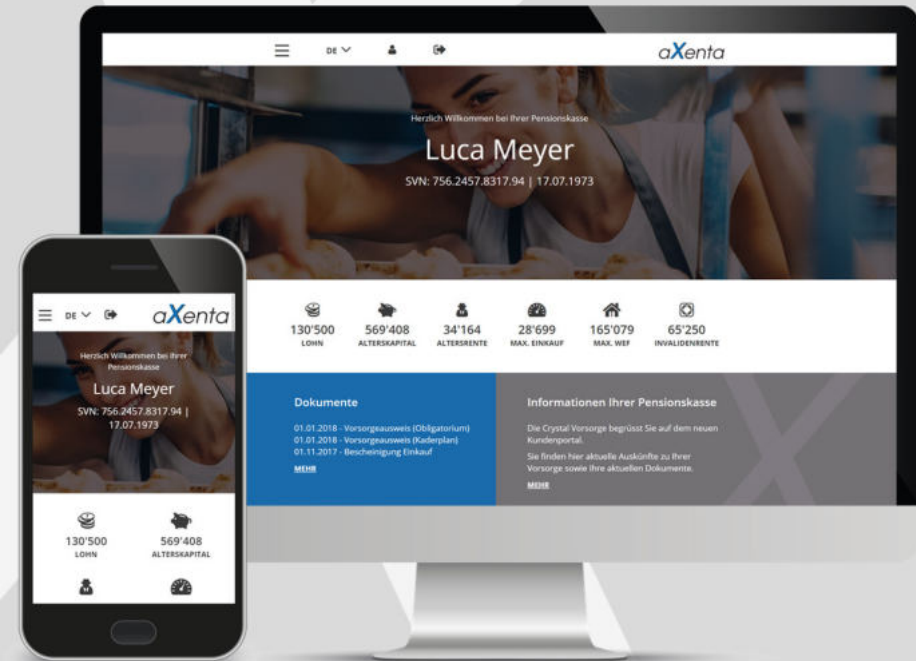 DE
aXenta
Herzlich Willkommen bei Ihrer Pensionskasse
Luca Meyer
SVN: 756.2457.8317.94 | 17.07.1973
130'500
LOHN
569'408
ALTERSKAPITAL
34'164
ALTERSRENTE
28'699
MAX. EINKAUF
165'079
MAX. WEF
65'250
INVALIDENRENTE
Dokumente
01.01.2018 - Vorsorgeausweis (Obligatorium)
01.01.2018 - Vorsorgeausweis (Kaderplan)
01.11.2017 - Bescheinigung Einkauf
MEHR
Informationen Ihrer Pensionskasse
Die Crystal Vorsorge begrüsst Sie auf dem neuen
Kundenportal.
Sie finden hier aktuelle Auskünfte zu Ihrer
Vorsorge sowie Ihre aktuellen Dokumente.
MEHR
DE
aXenta
Herzlich Willkommen bei Ihrer
Pensionskasse
Luca Meyer
SVN: 756.2457.8317.94 |
17.07.1973
130'500
LOHN
569'408
ALTERSKAPITAL